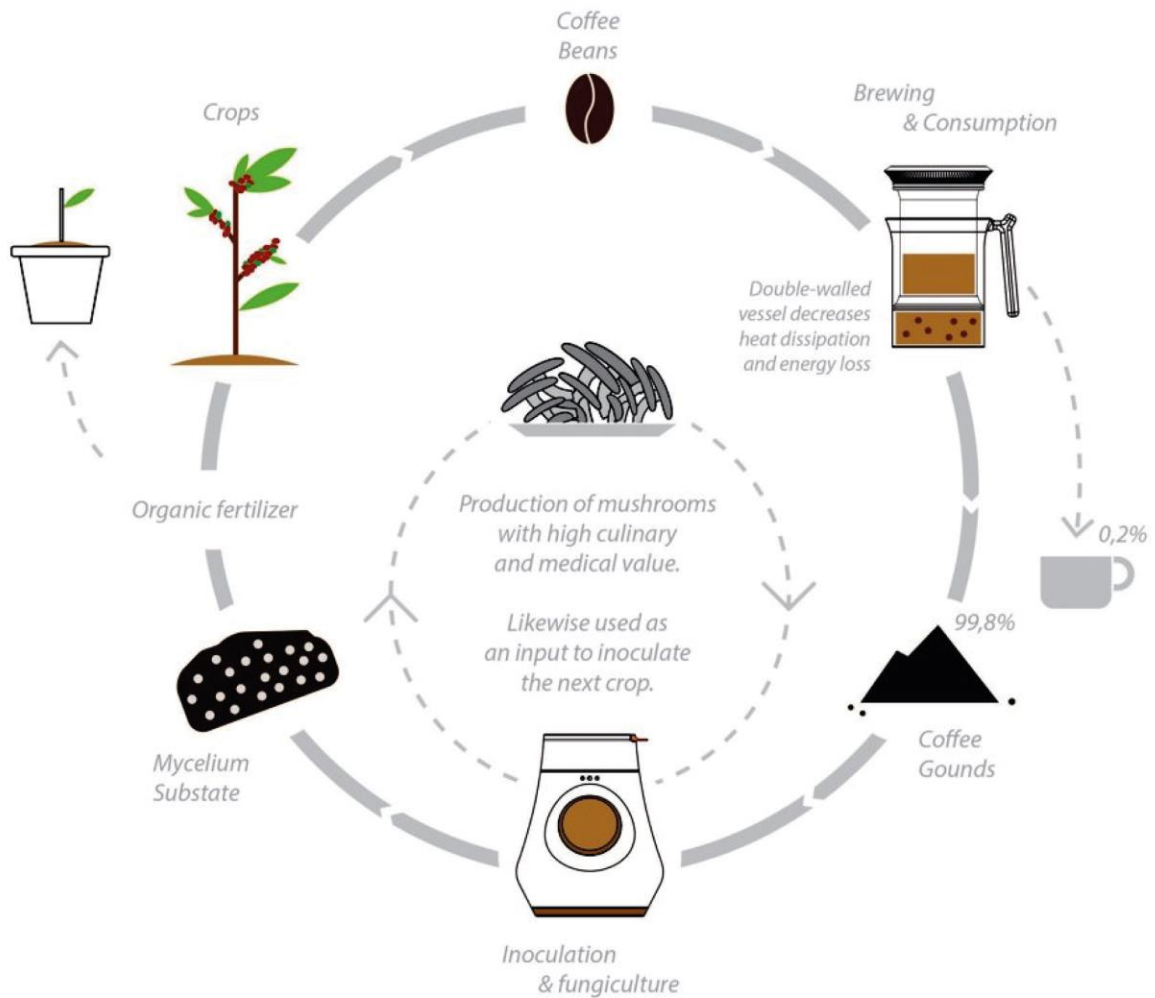 Coffee
Beans
Crops
Brewing
& Consumption
Double-walled
vessel decreases
heat dissipation
and energy loss
Organic fertilizer
Production of mushrooms
with high culinary
and medical value.
Likewise used as
an input to inoculate
the next crop.
0,2%
99,8%
Coffee
Gounds
Mycelium
Substate
Inoculation
& fungiculture